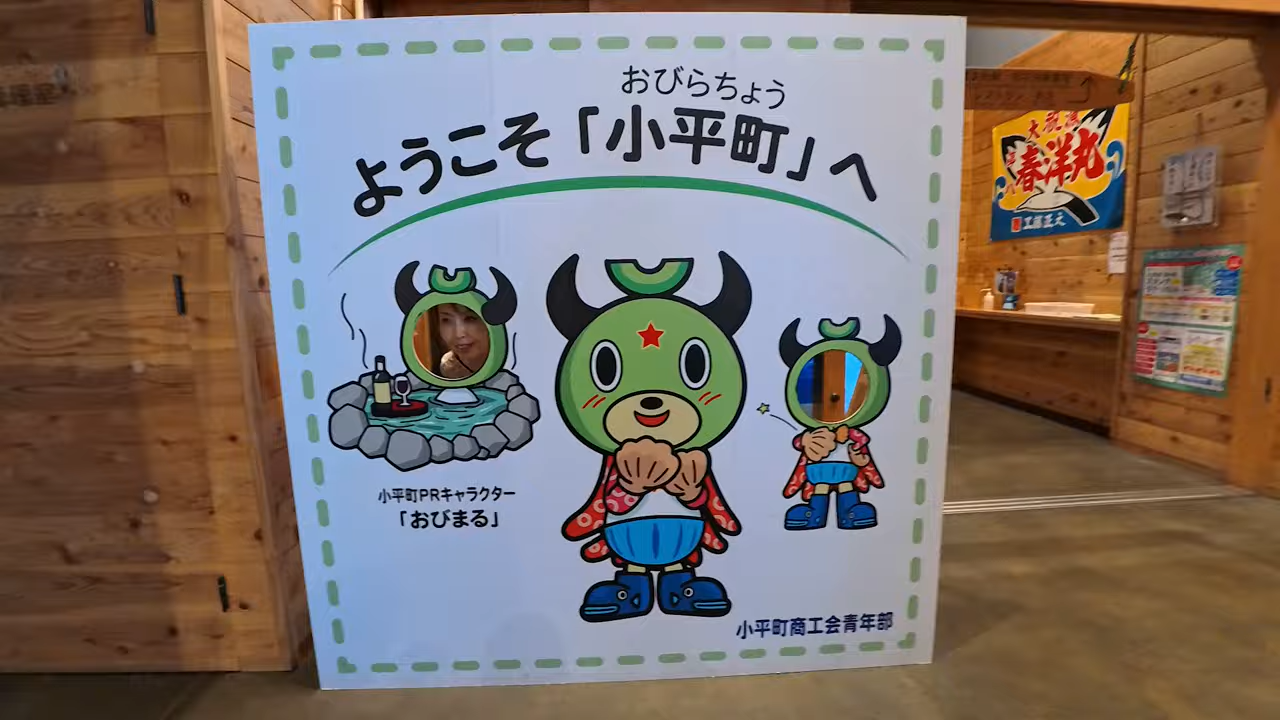 おびらちょう
ようこそ「小平町」へ
小平町PRキャラクター
「おびまる」
小平町商工会青年部
春洋丸